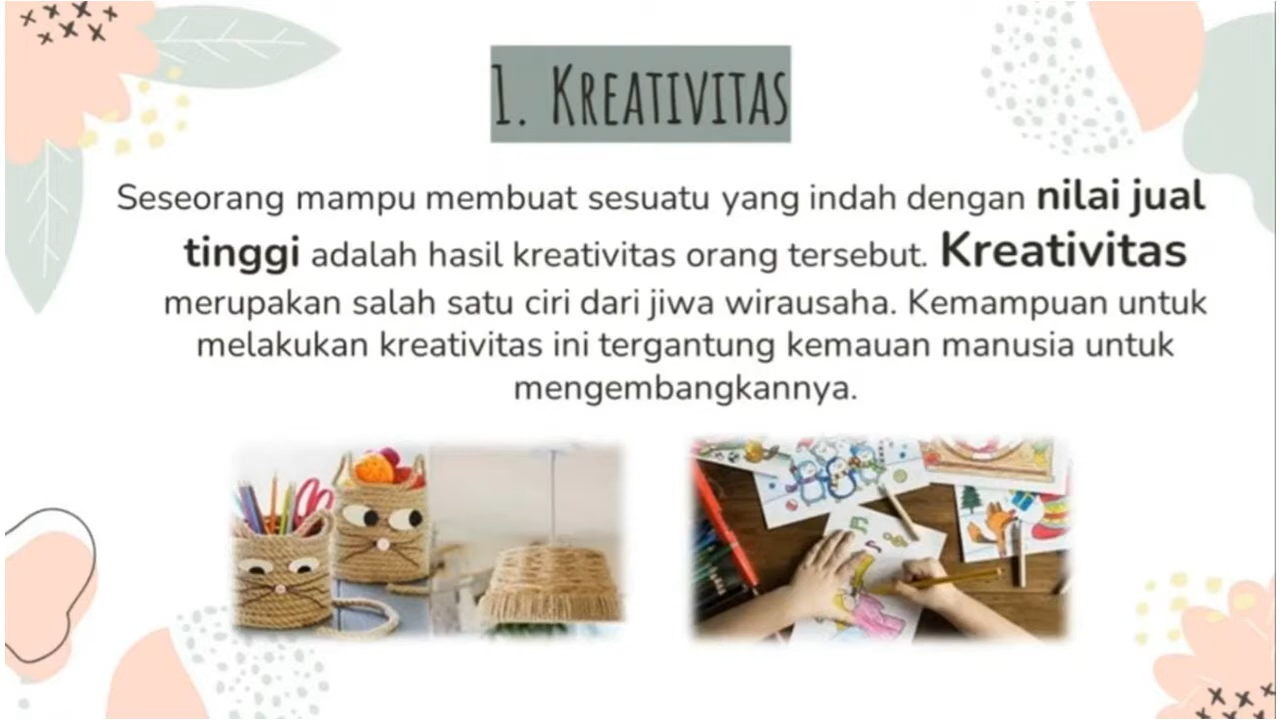 1. KREATIVITAS
Seseorang mampu membuat sesuatu yang indah dengan nilai jual
tinggi adalah hasil kreativitas orang tersebut. Kreativitas
merupakan salah satu ciri dari jiwa wirausaha. Kemampuan untuk
melakukan kreativitas ini tergantung kemauan manusia untuk
mengembangkannya.